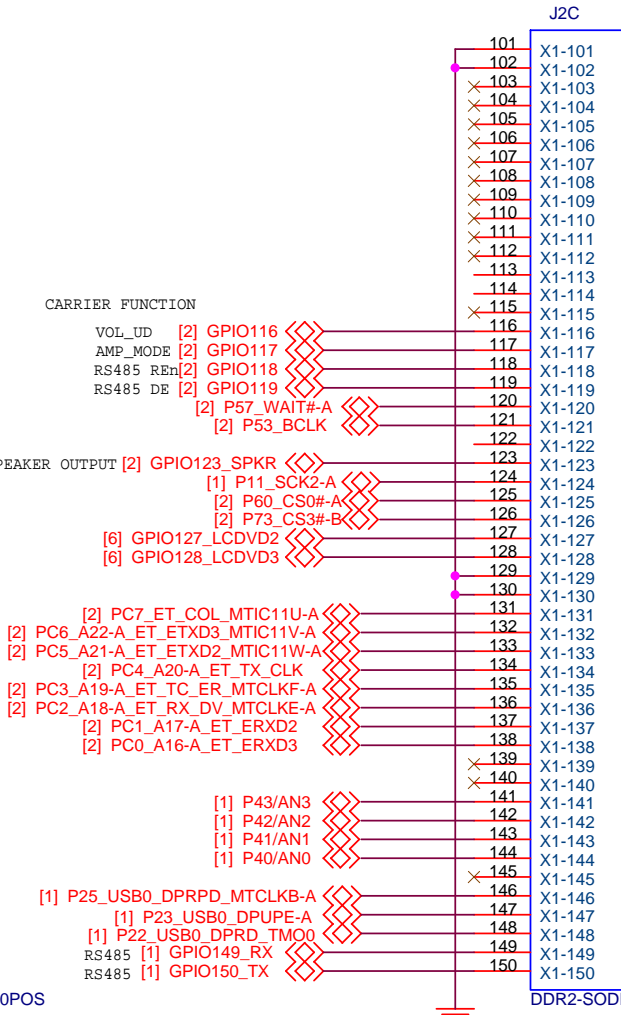 J2C
101 X1-101
102 X1-102
103 X1-103
104 X1-104
105 X1-105
106 X1-106
107 X1-107
108 X1-108
109 X1-109
110 X1-110
111 X1-111
112 X1-112
113 X1-113
114 X1-114
CARRIER FUNCTION
115 X1-115
VOL_UD [2] GPIO116 116 X1-116
AMP_MODE [2] GPIO117 117 X1-117
RS485 REn[2] GPIO118 118 X1-118
RS485 DE [2] GPIO119 119 X1-119
[2] P57_WAIT#-A 120 X1-120
[2] P53_BCLK 121 X1-121
122 X1-122
PEAKER OUTPUT [2] GPIO123_SPKR 123 X1-123
[1] P11_SCK2-A 124 X1-124
[2] P60_CS0#-A 125 X1-125
[2] P73_CS3#-B 126 X1-126
[6] GPIO127_LCDVD2 127 X1-127
[6] GPIO128_LCDVD3 128 X1-128
129 X1-129
130 X1-130
[2] PC7_ET_COL_MTIC11U-A 131 X1-131
[2] PC6_A22-A_ET_ETXD3_MTIC11V-A 132 X1-132
[2] PC5_A21-A_ET_ETXD2_MTIC11W-A 133 X1-133
[2] PC4_A20-A_ET_TX_CLK 134 X1-134
[2] PC3_A19-A_ET_TC_ER_MTCLKF-A 135 X1-135
[2] PC2_A18-A_ET_RX_DV_MTCLKE-A 136 X1-136
[2] PC1_A17-A_ET_ERXD2 137 X1-137
[2] PC0_A16-A_ET_ERXD3 138 X1-138
139 X1-139
140 X1-140
[1] P43/AN3 141 X1-141
[1] P42/AN2 142 X1-142
[1] P41/AN1 143 X1-143
[1] P40/AN0 144 X1-144
145 X1-145
[1] P25_USB0_DPRPD_MTCLKB-A 146 X1-146
[1] P23_USB0_DPUPE-A 147 X1-147
[1] P22_USB0_DPRD_TMO0 148 X1-148
RS485 [1] GPIO149_RX 149 X1-149
RS485 [1] GPIO150_TX 150 X1-150
0POS DDR2-SODI